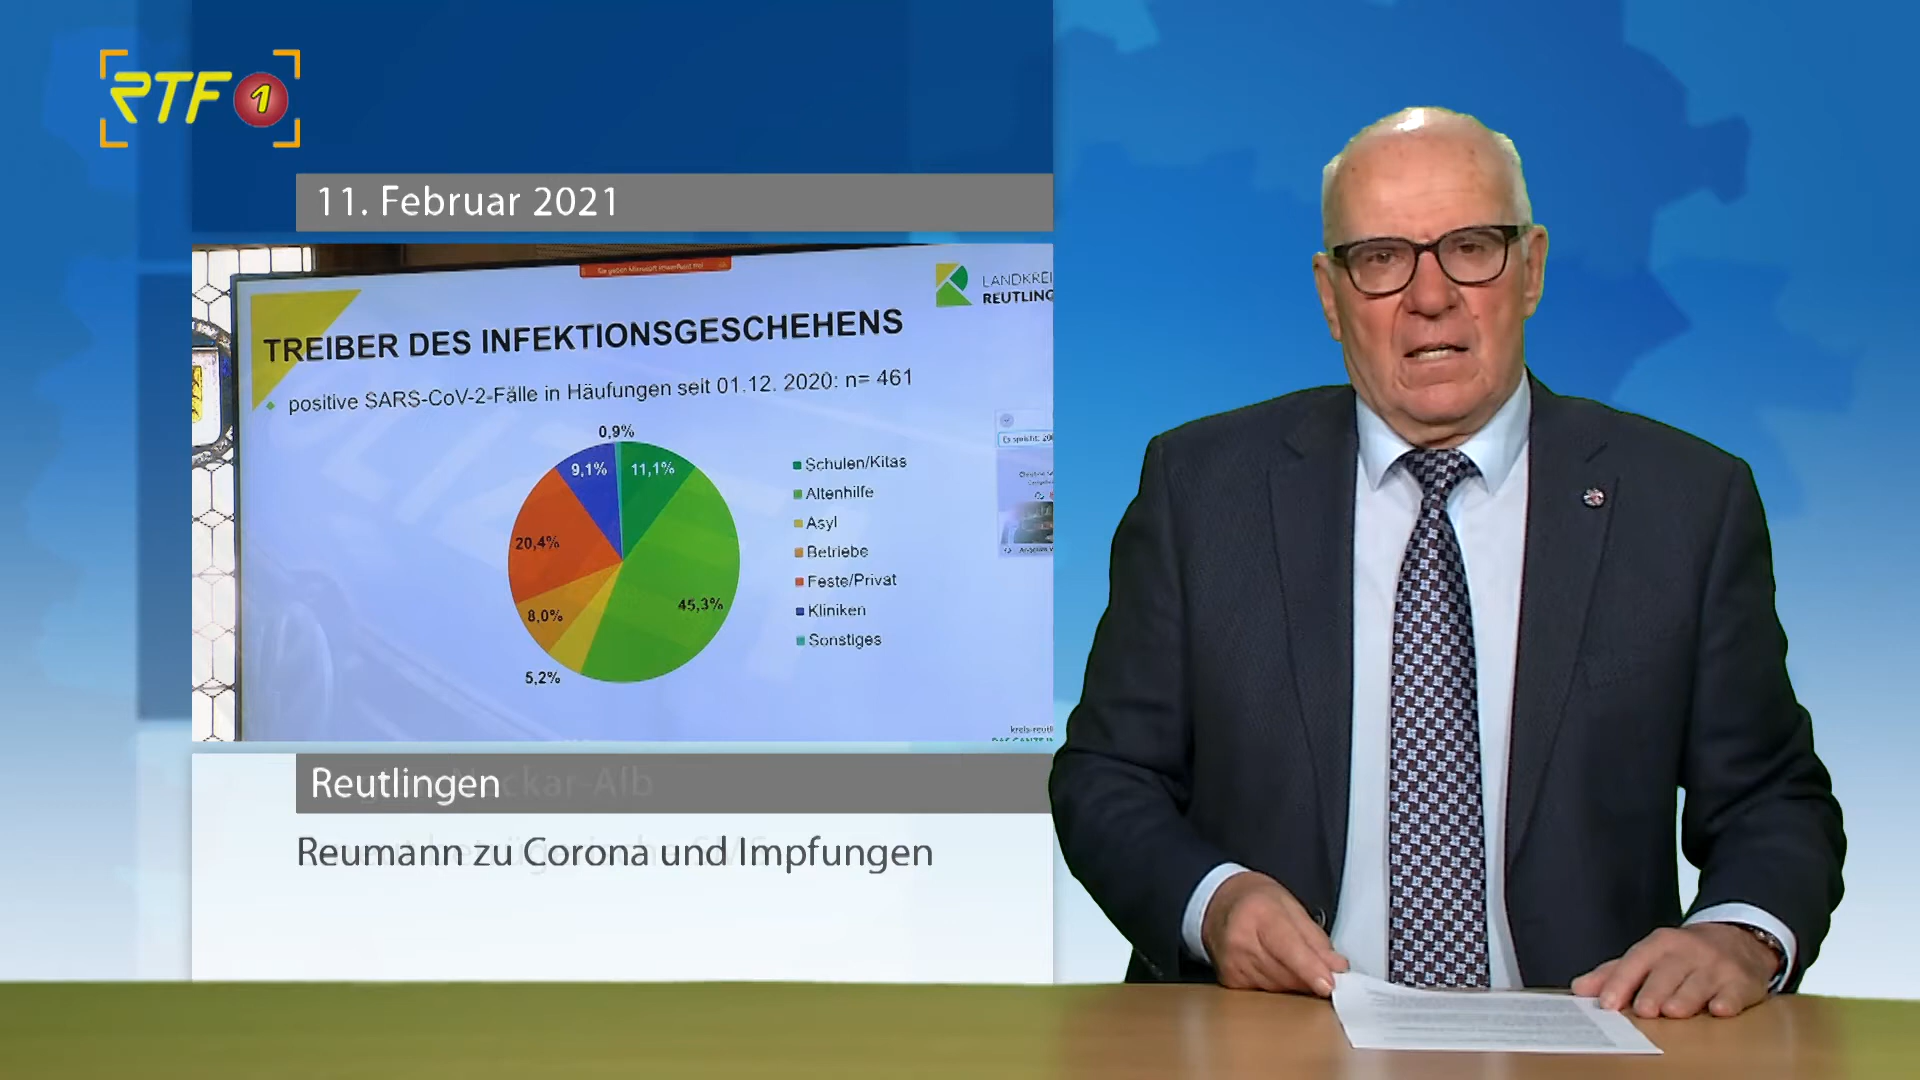 RTF 1
11. Februar 2021
LANDKREI
REUTLING
TREIBER DES INFEKTIONSGESCHEHENS
positive SARS-CoV-2-Fälle in Häufungen seit 01.12. 2020: n= 461
0,9%
9,1%
11,1%
20,4%
45,3%
8,0%
5,2%
Schulen/Kitas
Altenhilfe
Asyl
Betriebe
Feste/Privat
Kliniken
Sonstiges
kreis-reutl
Reutlingen
Reumann zu Corona und Impfungen